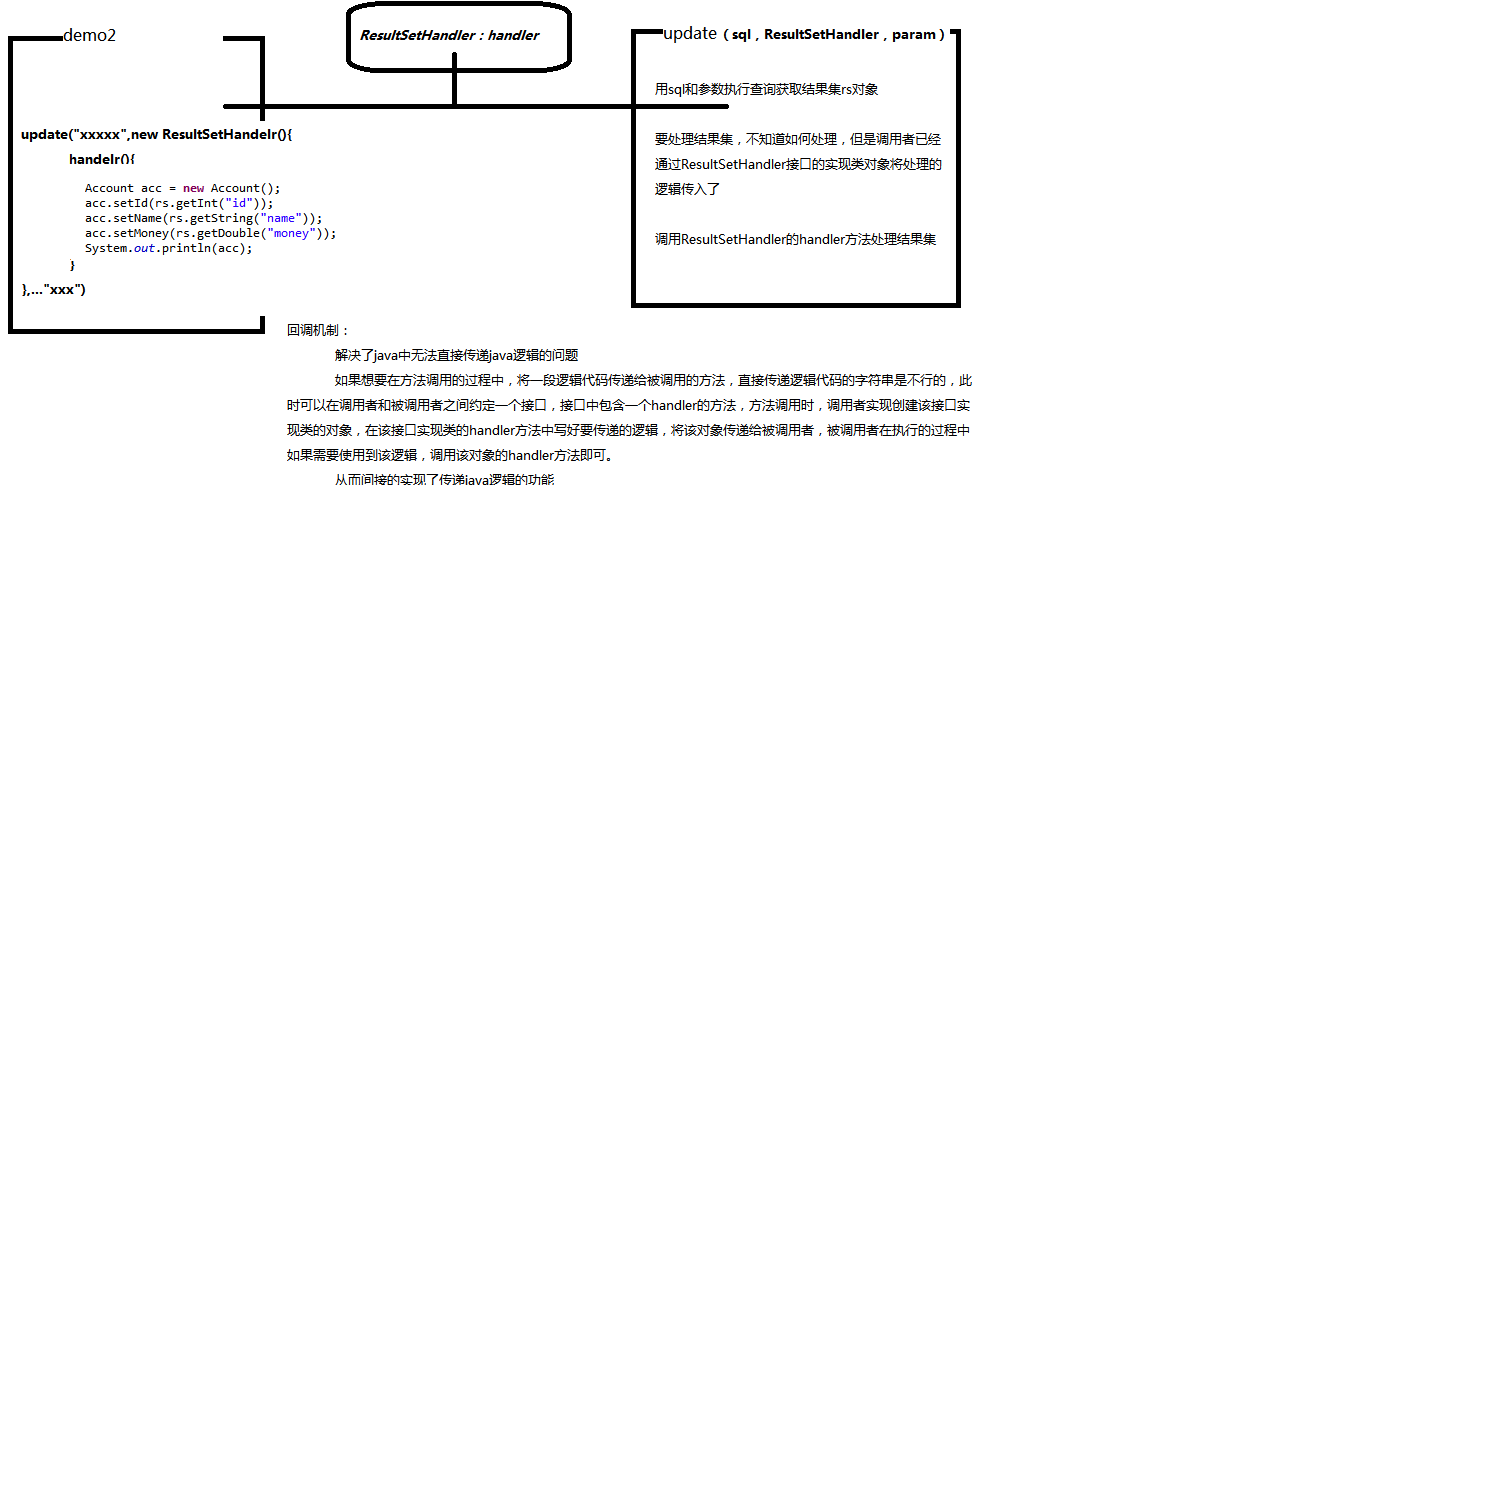 demo2
update("xxxxx",new ResultSetHandelr(){
handelr(){
Account acc = new Account();
acc.setId(rs.getInt("id"));
acc.setName(rs.getString("name"));
acc.setMoney(rs.getDouble("money"));
System.out.println(acc);
}
},..."xxx")
ResultSetHandler：handler
update（sql，ResultSetHandler，param）
用sql和参数执行查询获取结果集rs对象
要处理结果集，不知道如何处理，但是调用者已经
通过ResultSetHandler接口的实现类对象将处理的
逻辑传入了
调用ResultSetHandler的handler方法处理结果集
回调机制：
解决了java中无法直接传递java逻辑的问题
如果想要在方法调用的过程中，将一段逻辑代码传递给被调用的方法，直接传递逻辑代码的字符串是不行的，此
时可以在调用者和被调用者之间约定一个接口，接口中包含一个handler的方法，方法调用时，调用者实现创建该接口实
现类的对象，在该接口实现类的handler方法中写好要传递的逻辑，将该对象传递给被调用者，被调用者在执行的过程中
如果需要使用到该逻辑，调用该对象的handler方法即可。
从而间接的实现了传递java逻辑的功能